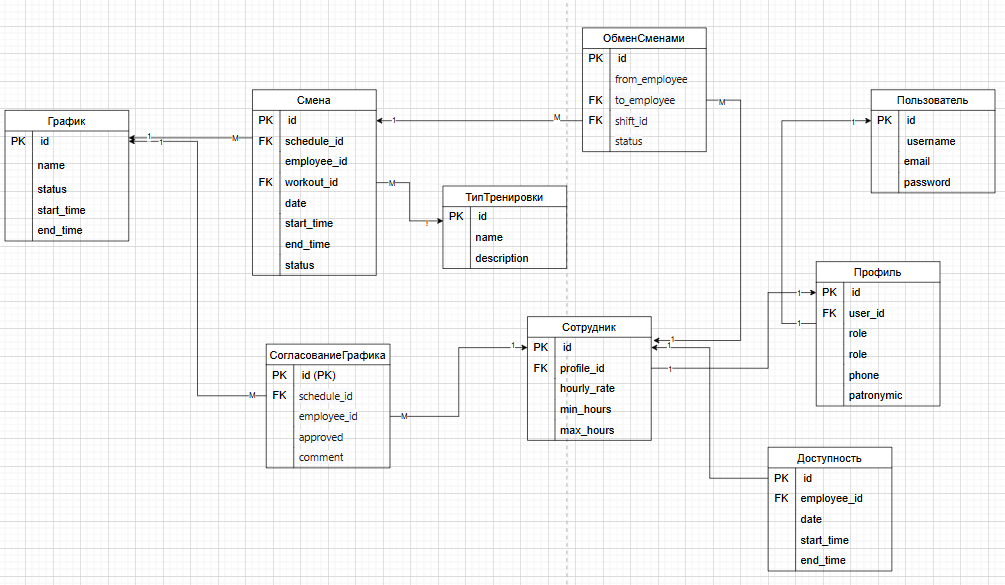 ОбменСменами
PK id
from_employee
FK to_employee
FK shift_id
status
M
M
Смена
PK id
FK schedule_id
employee_id
FK workout_id
date
start_time
end_time
status
1
M
M
График
PK id
name
status
start_time
end_time
1
1
Пользователь
PK id
username
email
password
1
ТипТренировки
PK id
name
description
1
Профиль
PK id
FK user_id
role
role
phone
patronymic
1
1
Сотрудник
PK id
FK profile_id
hourly_rate
min_hours
max_hours
1
1
1
1
СогласованиеГрафика
PK id (PK)
FK schedule_id
employee_id
approved
comment
M
M
Доступность
PK id
FK employee_id
date
start_time
end_time